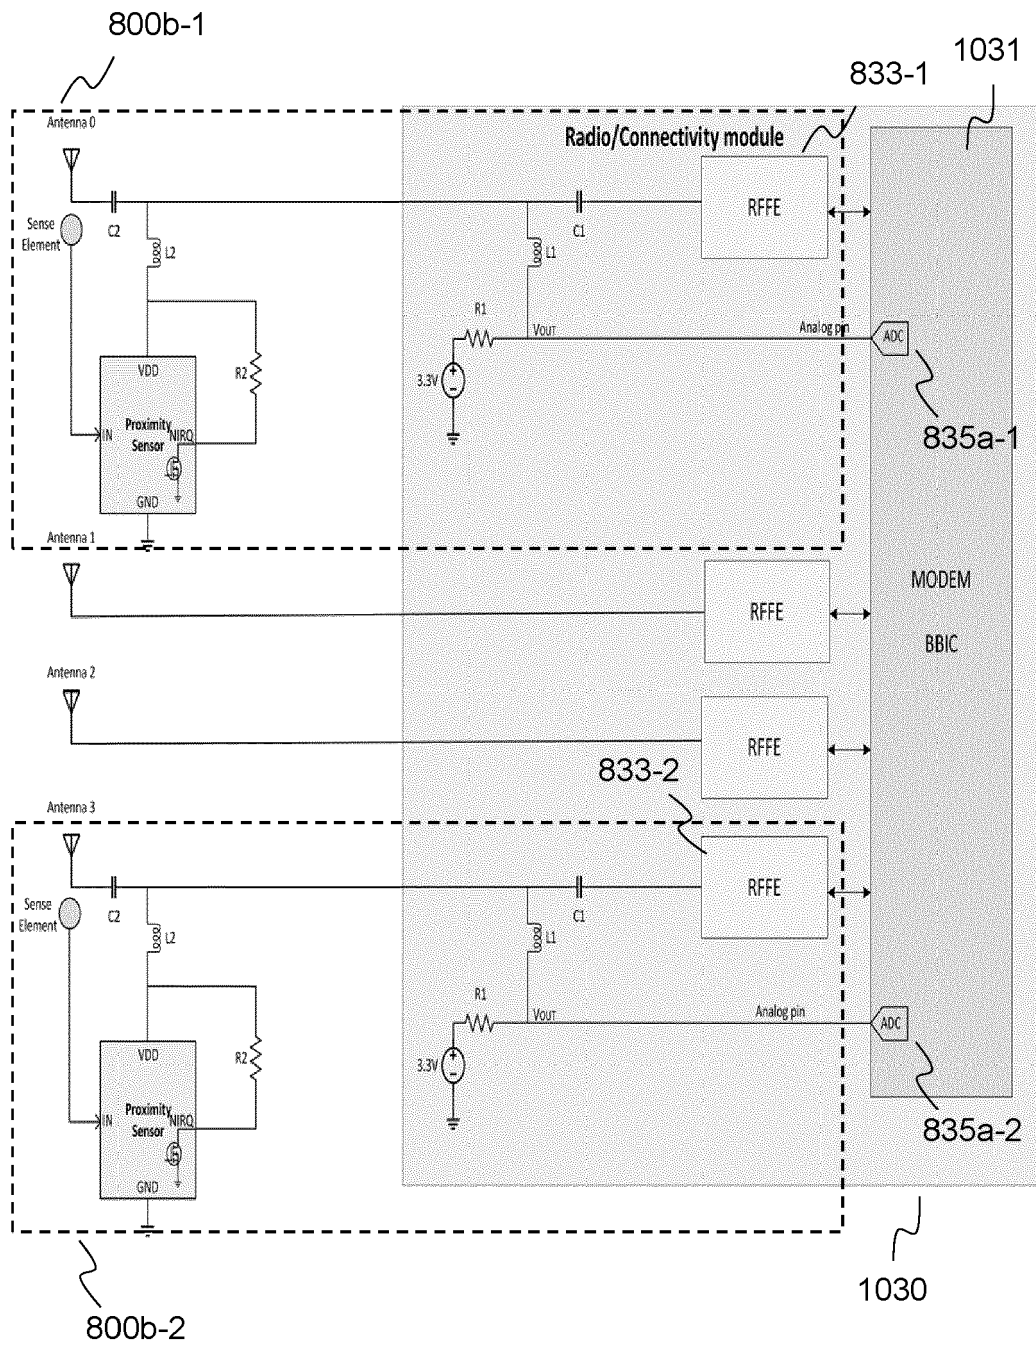 800b-1
1031
833-1
Antenna 0
Radio/Connectivity module
RFFE
Sense
Element
C2
C1
L2
L1
R1
VOUT
Analog pin
ADC
3.3V
R2
VDD
Proximity
Sensor
IN
NIRQ
GND
835a-1
Antenna 1
RFFE
MODEM
BBIC
Antenna 2
RFFE
833-2
Antenna 3
RFFE
Sense
Element
C2
C1
L2
L1
R1
VOUT
Analog pin
ADC
3.3V
R2
VDD
Proximity
Sensor
IN
NIRQ
GND
835a-2
1030
800b-2